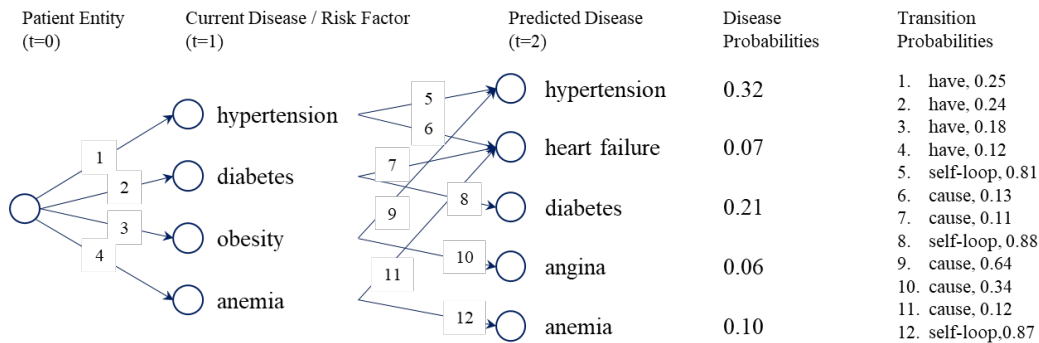 Patient Entity
(t=0)
Current Disease / Risk Factor
(t=1)
Predicted Disease
(t=2)
Disease
Probabilities
Transition
Probabilities
1
2
3
4
hypertension
diabetes
obesity
anemia
5
6
7
8
9
10
11
12
hypertension
heart failure
diabetes
angina
anemia
0.32
0.07
0.21
0.06
0.10
1. have, 0.25
2. have, 0.24
3. have, 0.18
4. have, 0.12
5. self-loop, 0.81
6. cause, 0.13
7. cause, 0.11
8. self-loop, 0.88
9. cause, 0.64
10. cause, 0.34
11. cause, 0.12
12. self-loop,0.87